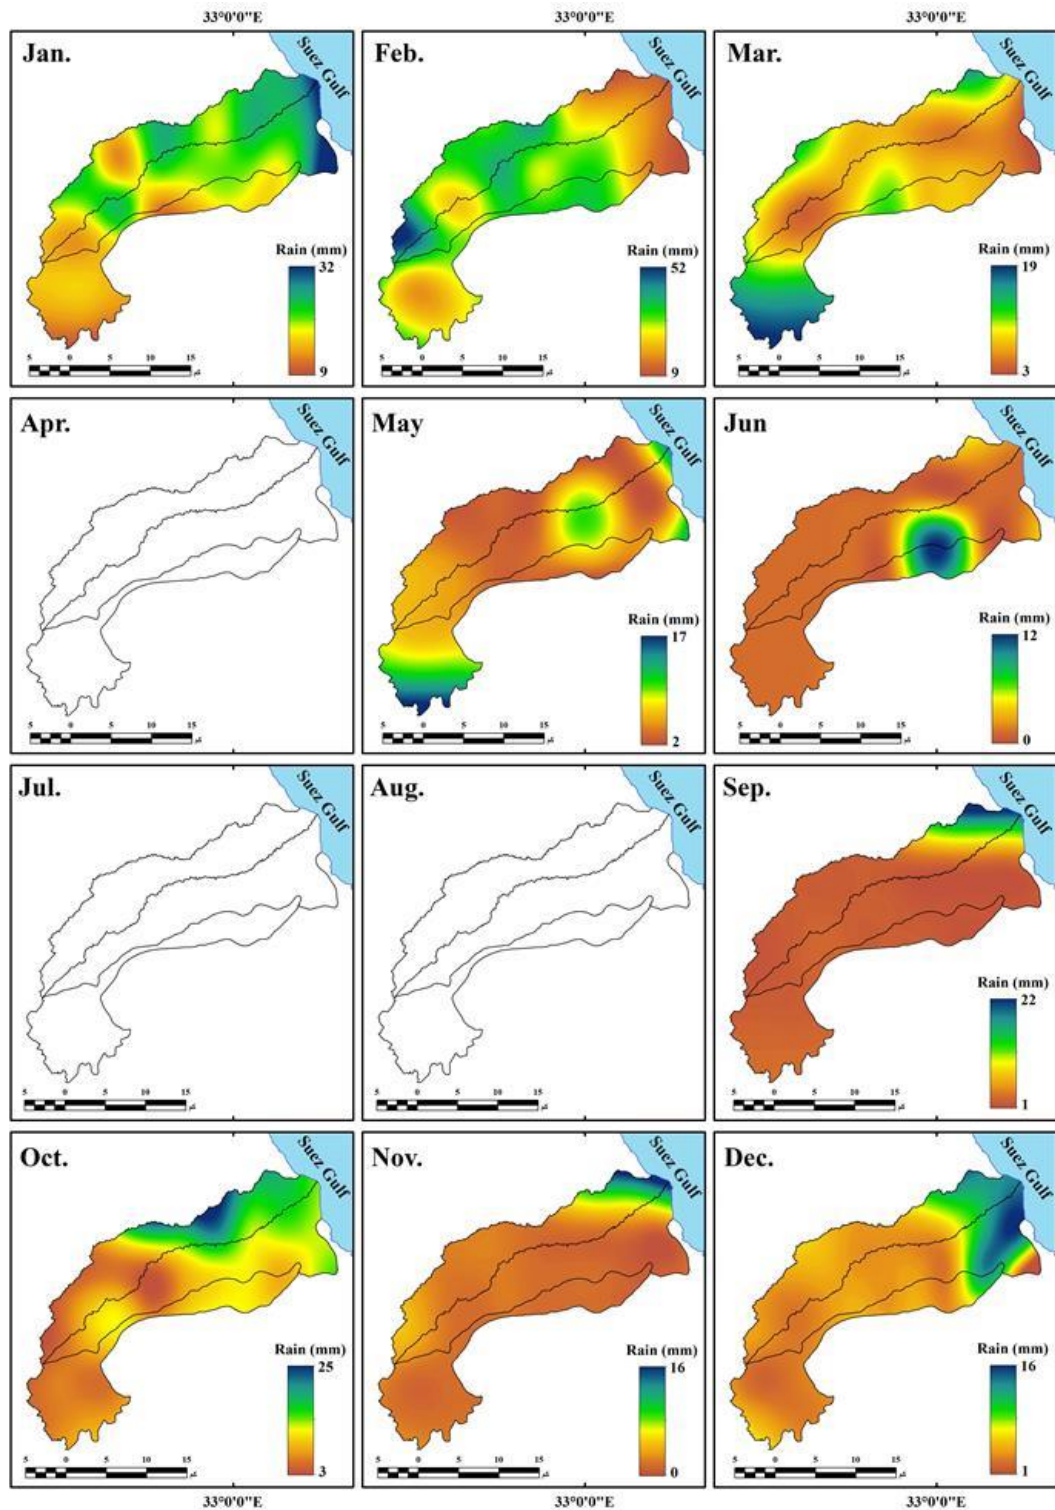 33°0'0"E 33°0'0"E 33°0'0"E
Jan.
Suez Gulf
Rain (mm)
32
9
5 0 5 10 15
Feb.
Suez Gulf
Rain (mm)
52
9
5 0 5 10 15
Mar.
Suez Gulf
Rain (mm)
19
3
5 0 5 10 15
Apr.
Suez Gulf
5 0 5 10 15
May
Suez Gulf
Rain (mm)
17
2
5 0 5 10 15
Jun
Suez Gulf
Rain (mm)
12
0
5 0 5 10 15
Jul.
Suez Gulf
5 0 5 10 15
Aug.
Suez Gulf
5 0 5 10 15
Sep.
Suez Gulf
Rain (mm)
22
1
5 0 5 10 15
Oct.
Suez Gulf
Rain (mm)
25
3
5 0 5 10 15
Nov.
Suez Gulf
Rain (mm)
16
0
5 0 5 10 15
Dec.
Suez Gulf
Rain (mm)
16
1
5 0 5 10 15
33°0'0"E 33°0'0"E 33°0'0"E